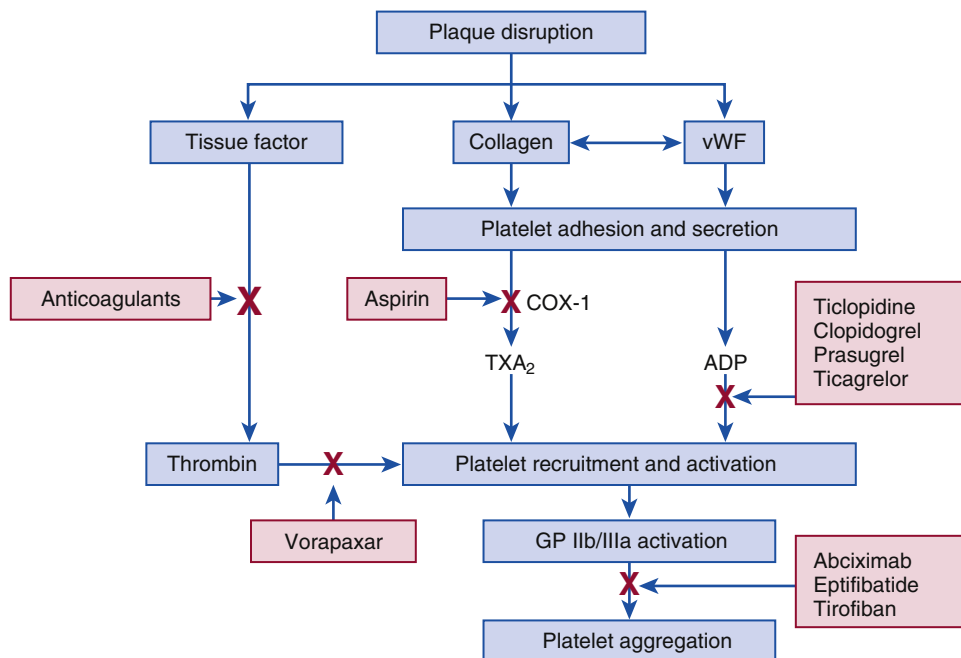 Plaque disruption
Tissue factor
Collagen
vWF
Platelet adhesion and secretion
Anticoagulants
X
Aspirin
X
COX-1
Ticlopidine
Clopidogrel
Prasugrel
Ticagrelor
TXA₂
ADP
X
Thrombin
X
Platelet recruitment and activation
Vorapaxar
GP IIb/IIIa activation
X
Abciximab
Eptifibatide
Tirofiban
Platelet aggregation